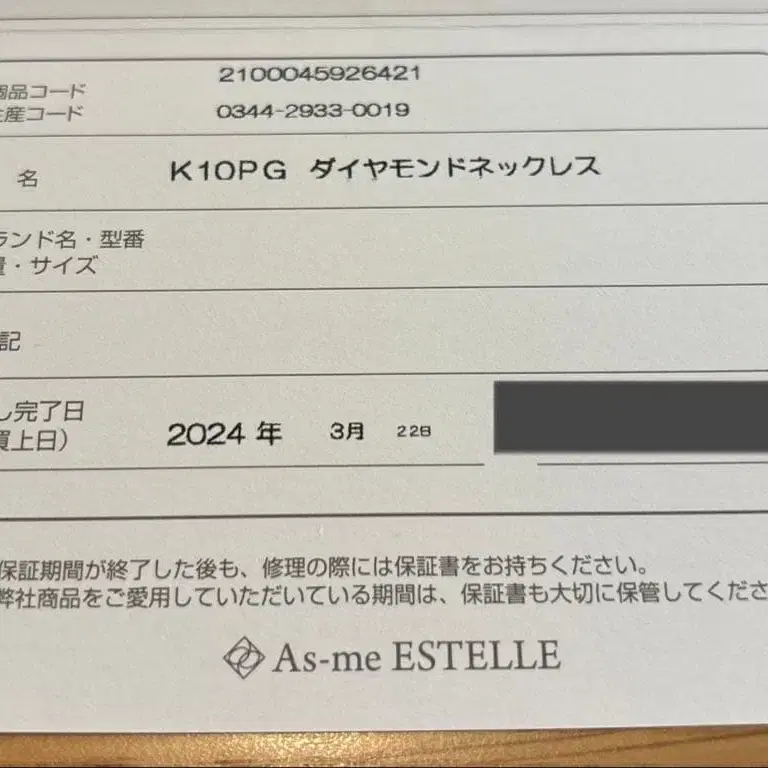 商品コード 2100045926421
生産コード 0344-2933-0019
名 K10PG ダイヤモンドネックレス
ランド名・型番
量・サイズ
記
し完了日
買上日) 2024 年 3月 22日
保証期間が終了した後も、修理の際には保証書をお持ちください。
弊社商品をご愛用していただいている期間は、保証書も大切に保管してくださ
As-me ESTELLE